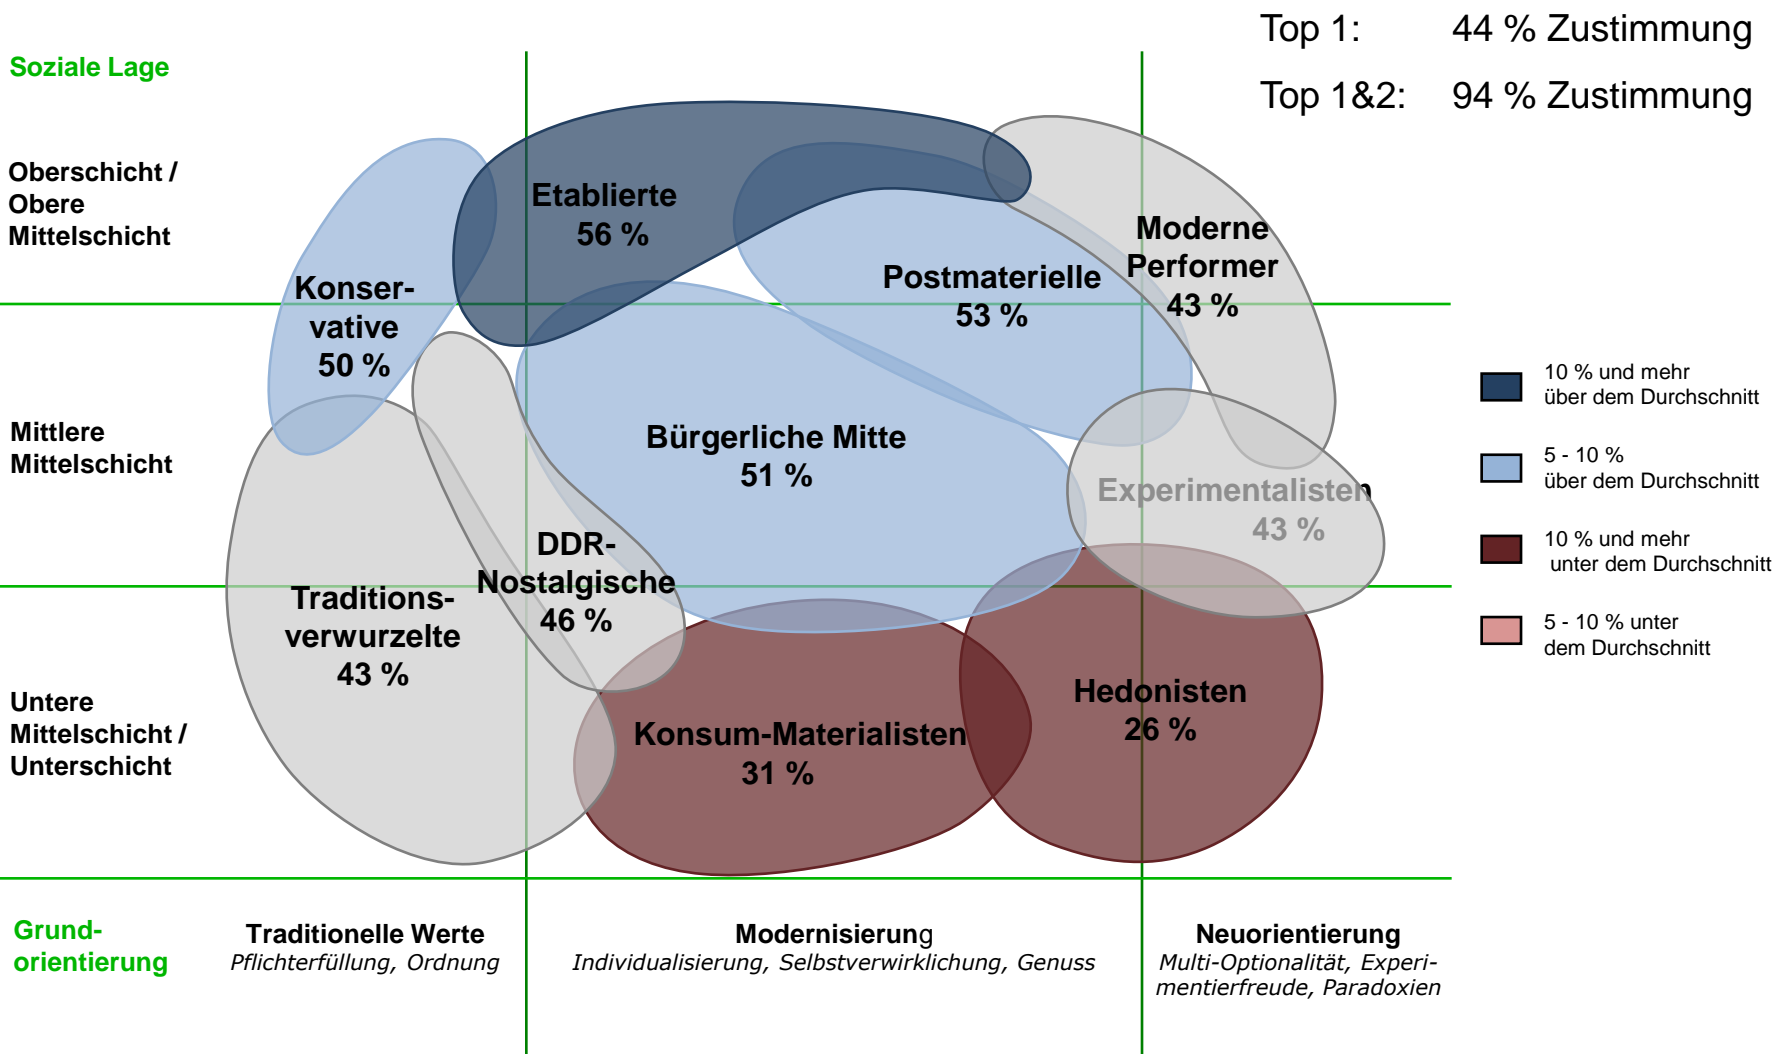 Top 1: 44 % Zustimmung
Top 1&2: 94 % Zustimmung
Soziale Lage
Oberschicht /
Obere
Mittelschicht
Mittlere
Mittelschicht
Untere
Mittelschicht /
Unterschicht
Konser-
vative
50 %
Etablierte
56 %
Postmaterielle
53 %
Moderne
Performer
43 %
Bürgerliche Mitte
51 %
Experimentalisten
43 %
DDR-
Nostalgische
46 %
Traditions-
verwurzelte
43 %
Konsum-Materialisten
31 %
Hedonisten
26 %
10 % und mehr
über dem Durchschnitt
5 - 10 %
über dem Durchschnitt
10 % und mehr
unter dem Durchschnitt
5 - 10 % unter
dem Durchschnitt
Grund-
orientierung
Traditionelle Werte
Pflichterfüllung, Ordnung
Modernisierung
Individualisierung, Selbstverwirklichung, Genuss
Neuorientierung
Multi-Optionalität, Experi-
mentierfreude, Paradoxien